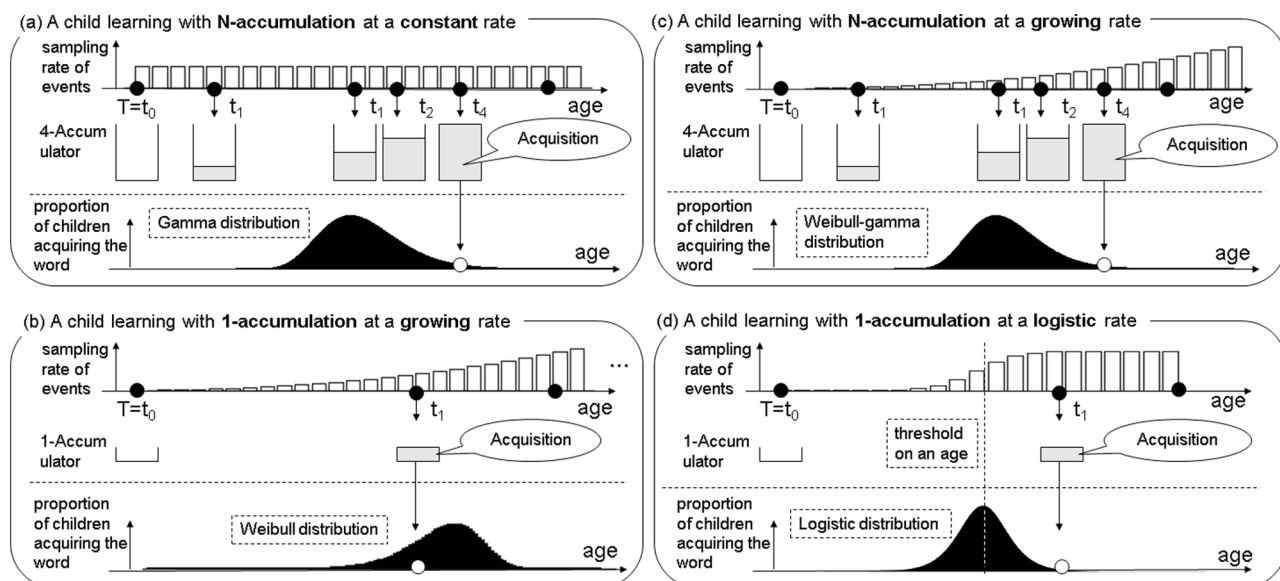 (a) A child learning with N-accumulation at a constant rate
sampling
rate of
events
T=t0
t1
t1
t2
t4
age
4-Accum
ulator
Acquisition
proportion
of children
acquiring the
word
Gamma distribution
age
(c) A child learning with N-accumulation at a growing rate
sampling
rate of
events
T=t0
t1
t1
t2
t4
age
4-Accum
ulator
Acquisition
proportion
of children
acquiring the
word
Weibull-gamma
distribution
age
(b) A child learning with 1-accumulation at a growing rate
sampling
rate of
events
...
T=t0
t1
age
1-Accum
ulator
Acquisition
proportion
of children
acquiring the
word
Weibull distribution
age
(d) A child learning with 1-accumulation at a logistic rate
sampling
rate of
events
T=t0
t1
age
1-Accum
ulator
threshold
on an age
Acquisition
proportion
of children
acquiring the
word
Logistic distribution
age